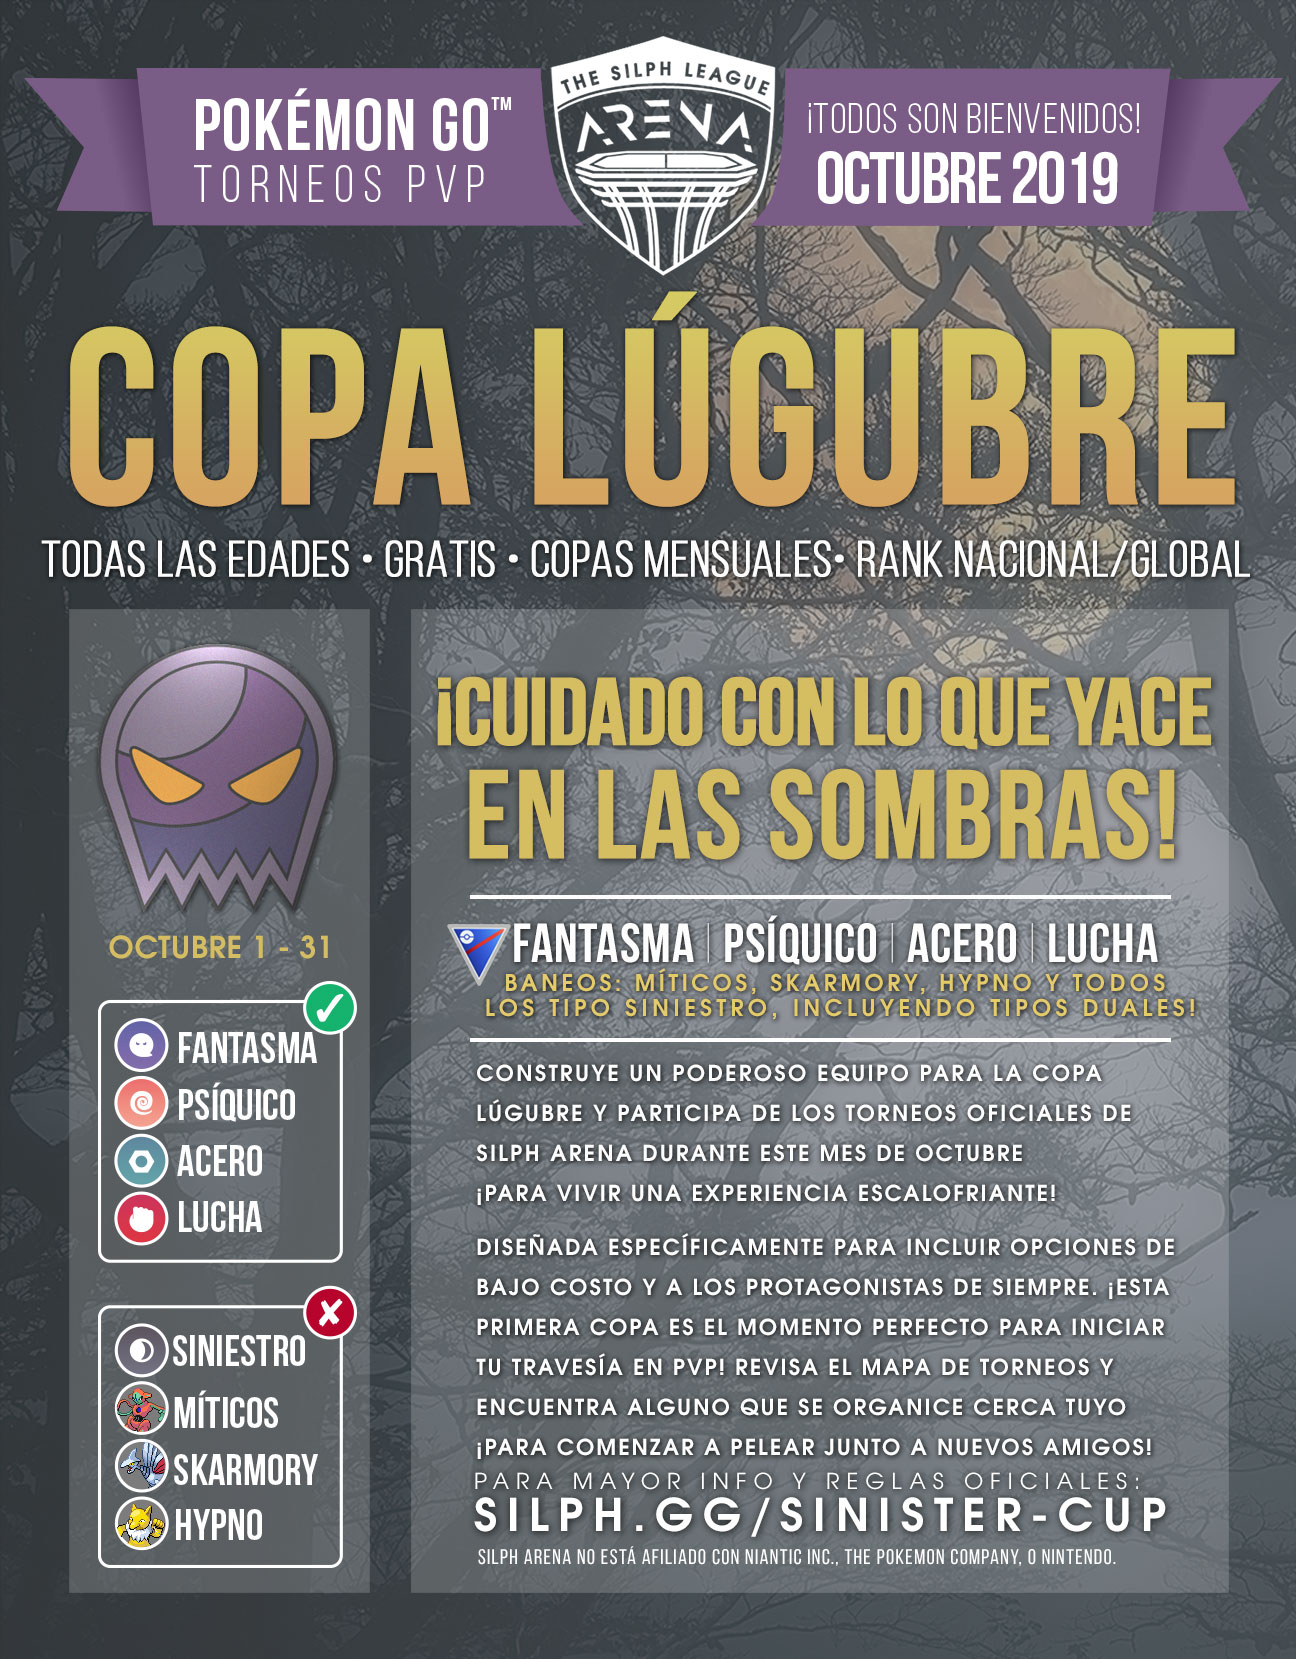 POKÉMON GO™
TORNEOS PVP
THE SILPH LEAGUE
ARENA
¡TODOS SON BIENVENIDOS!
OCTUBRE 2019
COPA LÚGUBRE
TODAS LAS EDADES • GRATIS • COPAS MENSUALES• RANK NACIONAL/GLOBAL
OCTUBRE 1 - 31
FANTASMA
PSÍQUICO
ACERO
LUCHA
SINIESTRO
MÍTICOS
SKARMORY
HYPNO
¡CUIDADO CON LO QUE YACE
EN LAS SOMBRAS!
FANTASMA | PSÍQUICO | ACERO | LUCHA
BANEOS: MÍTICOS, SKARMORY, HYPNO Y TODOS
LOS TIPO SINIESTRO, INCLUYENDO TIPOS DUALES!
CONSTRUYE UN PODEROSO EQUIPO PARA LA COPA
LÚGUBRE Y PARTICIPA DE LOS TORNEOS OFICIALES DE
SILPH ARENA DURANTE ESTE MES DE OCTUBRE
¡PARA VIVIR UNA EXPERIENCIA ESCALOFRIANTE!
DISEÑADA ESPECÍFICAMENTE PARA INCLUIR OPCIONES DE
BAJO COSTO Y A LOS PROTAGONISTAS DE SIEMPRE. ¡ESTA
PRIMERA COPA ES EL MOMENTO PERFECTO PARA INICIAR
TU TRAVESÍA EN PVP! REVISA EL MAPA DE TORNEOS Y
ENCUENTRA ALGUNO QUE SE ORGANICE CERCA TUYO
¡PARA COMENZAR A PELEAR JUNTO A NUEVOS AMIGOS!
PARA MAYOR INFO Y REGLAS OFICIALES:
SILPH.GG/SINISTER-CUP
SILPH ARENA NO ESTÁ AFILIADO CON NIANTIC INC., THE POKEMON COMPANY, O NINTENDO.